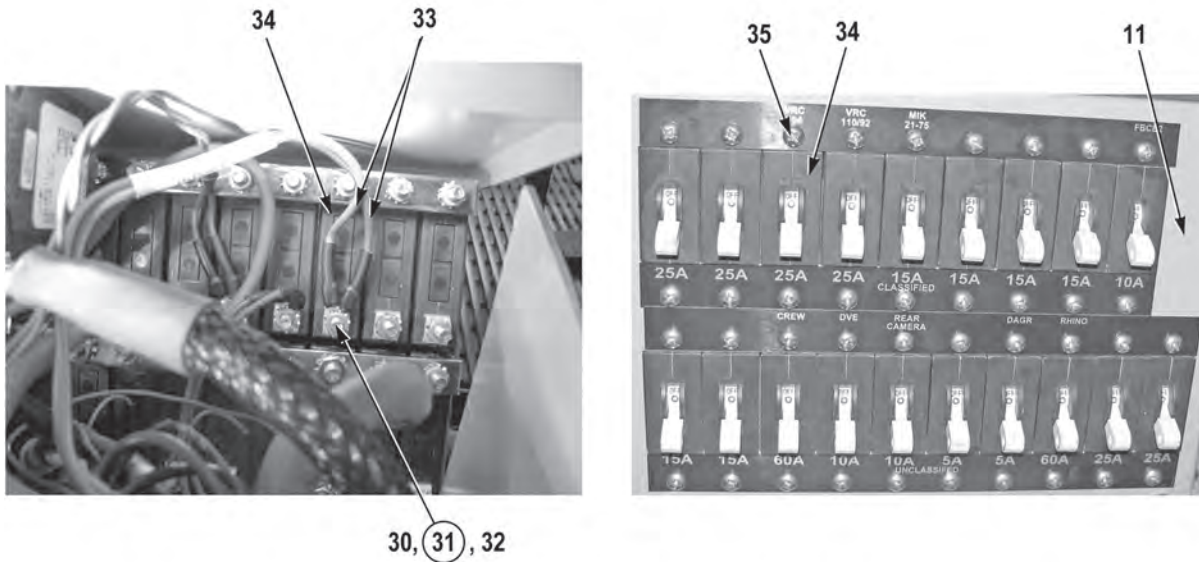 34 33
30, 31, 32
35 34 11
VRC VRC MIK
110/92 21-75
25A 25A 25A 25A 15A 15A 15A 15A 10A
CLASSIFIED
CREW DVE REAR DAGR RHINO
CAMERA
15A 15A 60A 10A 10A 5A 5A 60A 25A 25A
UNCLASSIFED